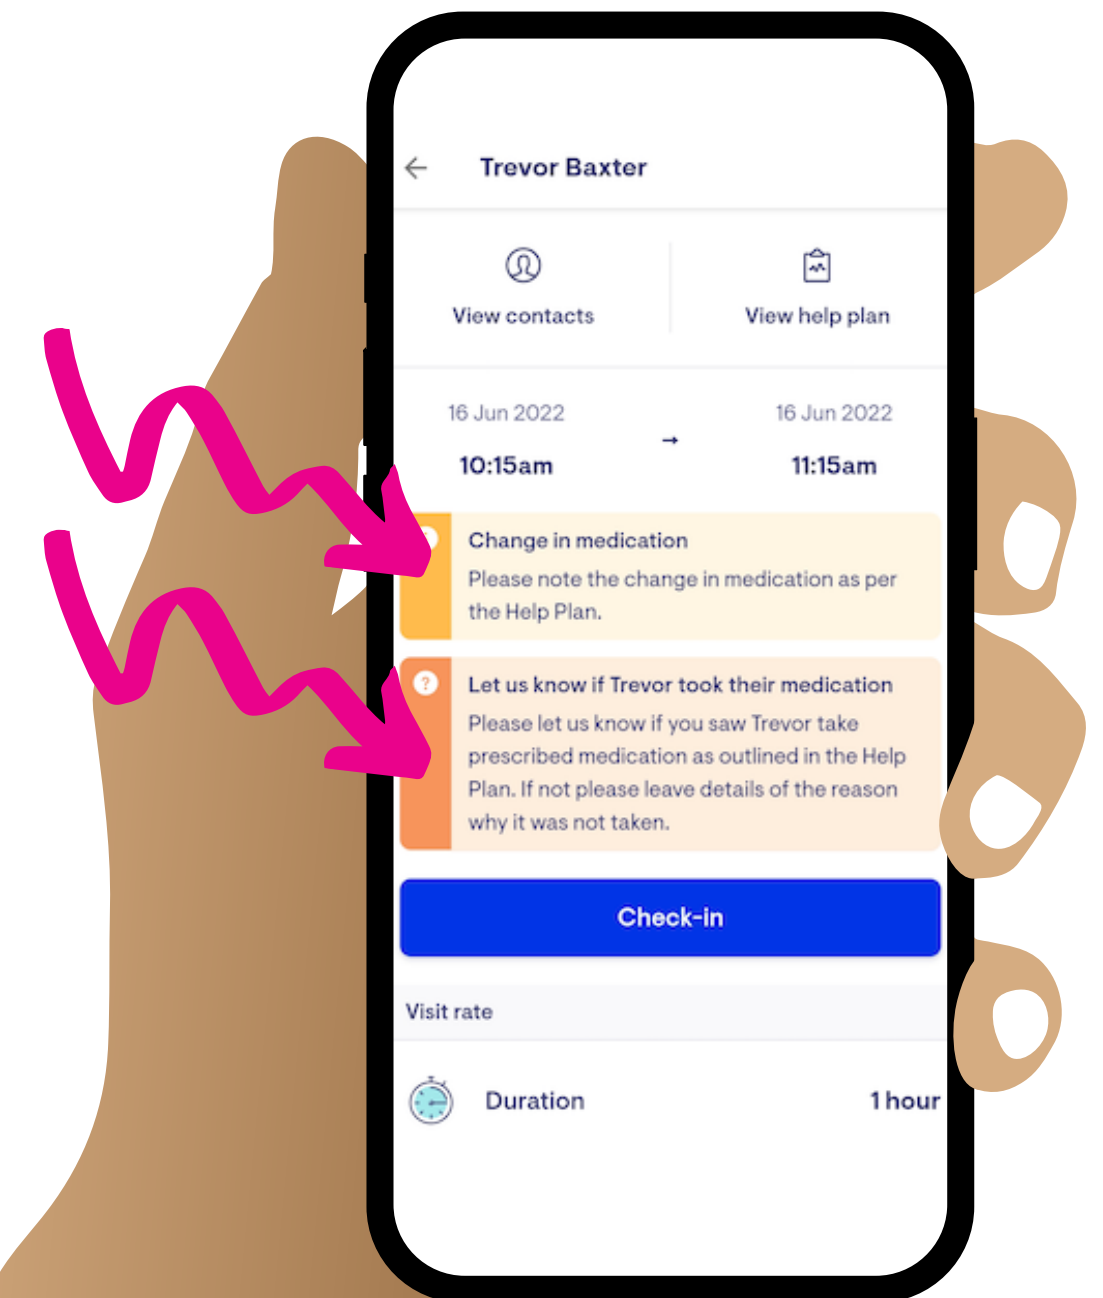 Trevor Baxter
View contacts
View help plan
16 Jun 2022
16 Jun 2022
10:15am
11:15am
Change in medication
Please note the change in medication as per
the Help Plan.
?
Let us know if Trevor took their medication
Please let us know if you saw Trevor take
prescribed medication as outlined in the Help
Plan. If not please leave details of the reason
why it was not taken.
Check-in
Visit rate
Duration
1 hour